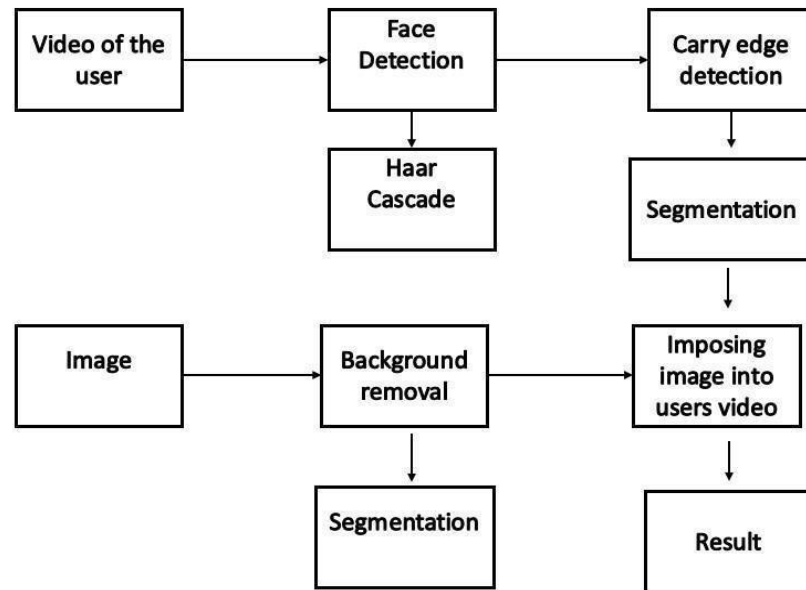 Video of the
user
Face
Detection
Carry edge
detection
Haar
Cascade
Segmentation
Image
Background
removal
Imposing
image into
users video
Segmentation
Result